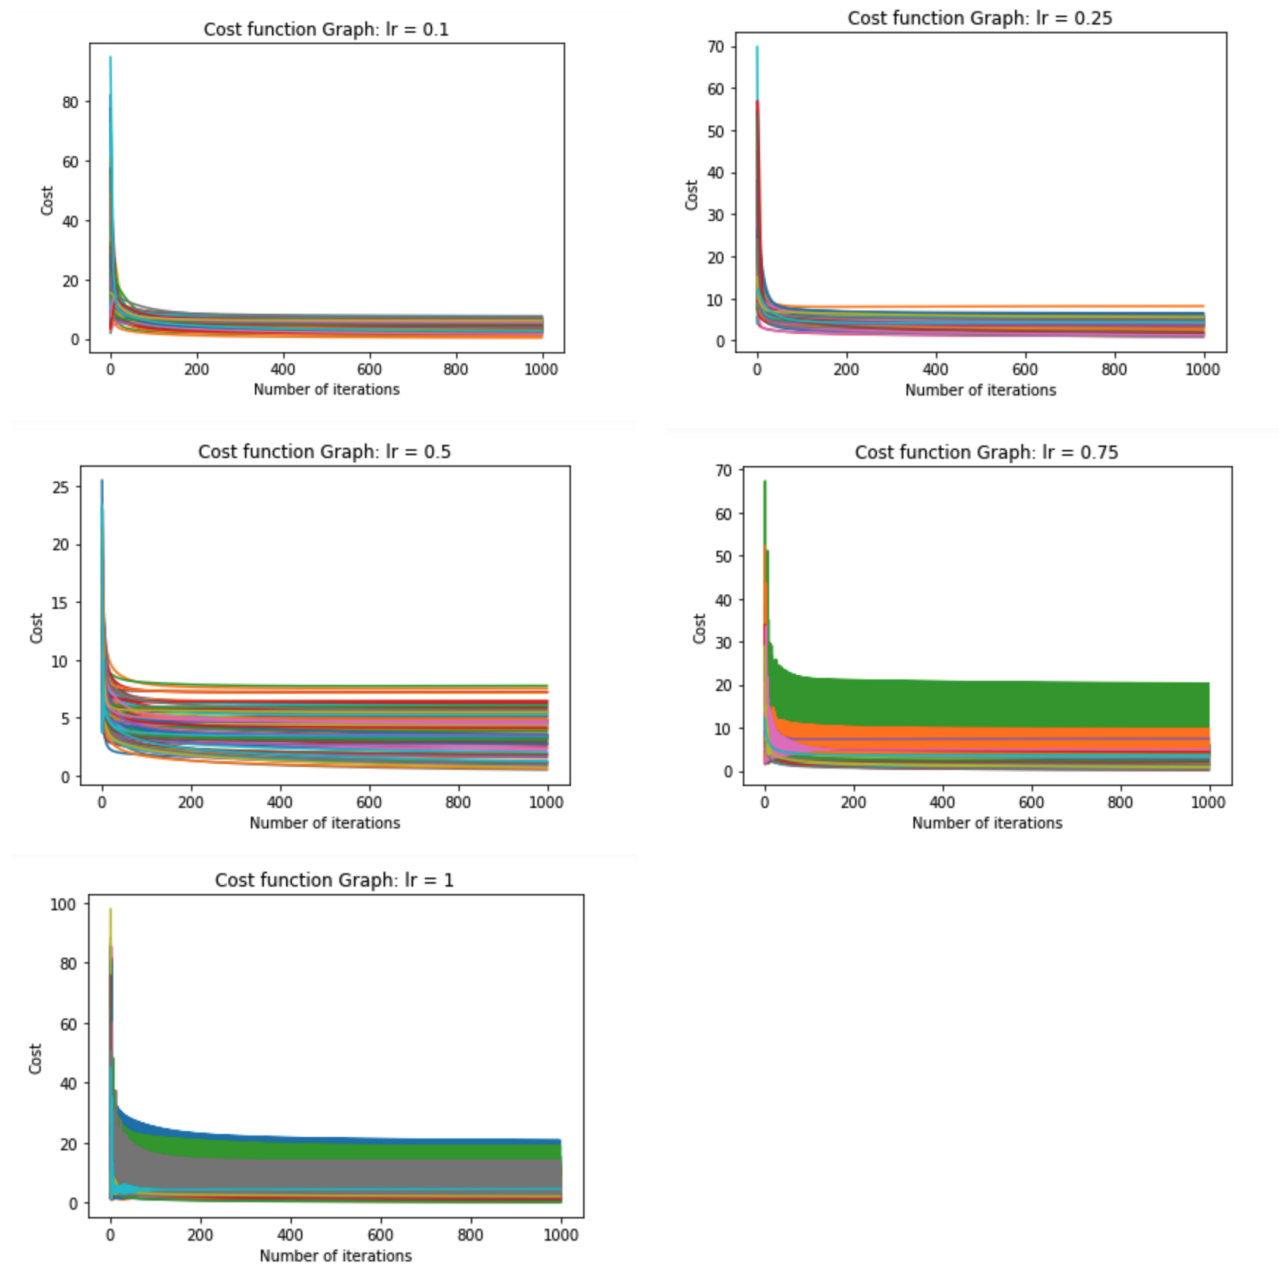 Cost function Graph: lr = 0.1
80
60
40
20
0
Cost
0 200 400 600 800 1000
Number of iterctions
Cost function Graph: lr = 0.25
70
60
50
40
30
20
10
0
Cost
0 200 400 600 800 1000
Number of iterctions
Cost function Graph: lr = 0.5
25
20
15
10
5
0
Cost
0 200 400 600 800 1000
Number of iterctions
Cost function Graph: lr = 0.75
70
60
50
40
30
20
10
0
Cost
0 200 400 600 800 1000
Number of iterctions
Cost function Graph: lr = 1
100
80
60
40
20
0
Cost
0 200 400 600 800 1000
Number of iterctions